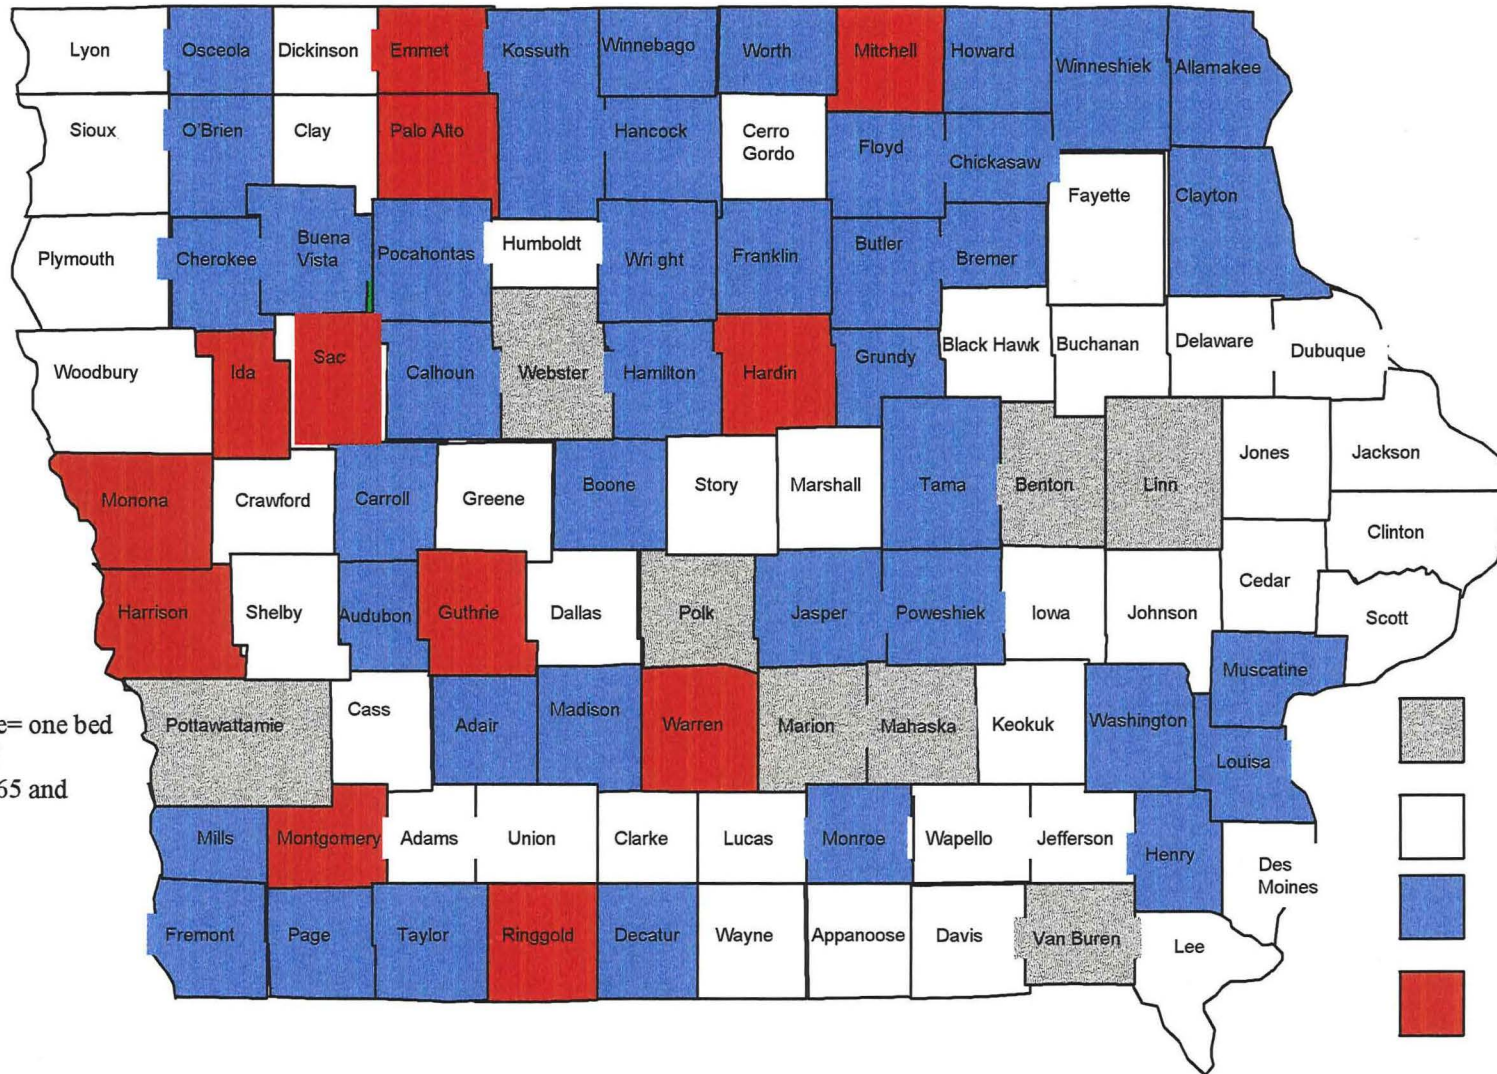 Lyon
Osceola
Dickinson
Emmet
Kossuth
Winnebago
Worth
Mitchell
Howard
Winneshiek
Allamakee
Sioux
O'Brien
Clay
Palo Alto
Hancock
Cerro
Gordo
Floyd
Chickasaw
Fayette
Clayton
Plymouth
Cherokee
Buena
Vista
Pocahontas
Humboldt
Wri ght
Franklin
Butler
Bremer
Woodbury
Ida
Sac
Calhoun
Webster
Hamilton
Hardin
Grundy
Black Hawk
Buchanan
Delaware
Dubuque
Monona
Crawford
Carroll
Greene
Boone
Story
Marshall
Tama
Benton
Linn
Jones
Jackson
Clinton
Harrison
Shelby
Audubon
Guthrie
Dallas
Polk
Jasper
Poweshiek
Iowa
Johnson
Cedar
Scott
Muscatine
e= one bed
65 and
Pottawattamie
Cass
Adair
Madison
Warren
Marion
Mahaska
Keokuk
Washington
Louisa
Mills
Montgomery
Adams
Union
Clarke
Lucas
Monroe
Wapello
Jefferson
Henry
Des
Moines
Fremont
Page
Taylor
Ringgold
Decatur
Wayne
Appanoose
Davis
Van Buren
Lee